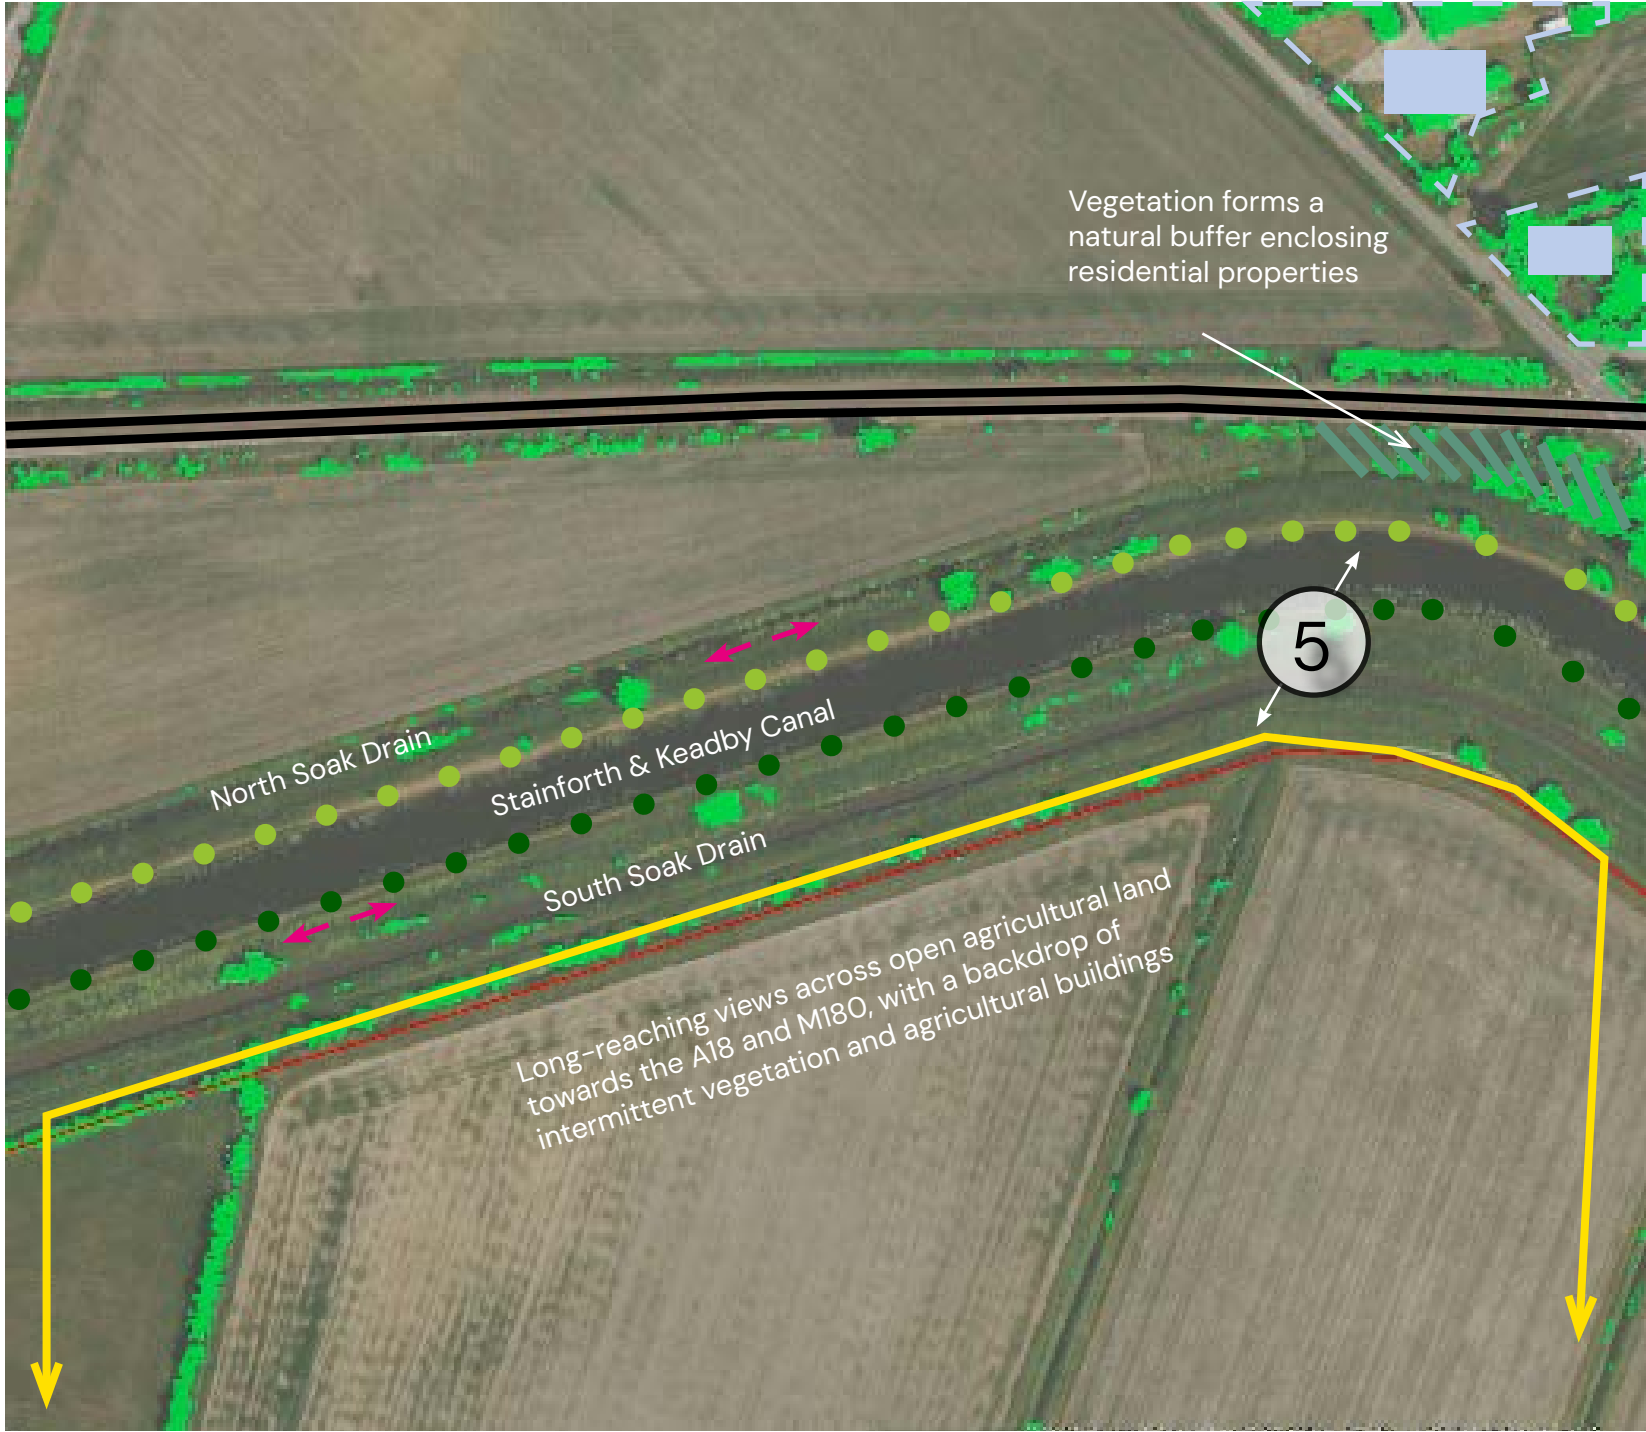 Vegetation forms a
natural buffer enclosing
residential properties
5
North Soak Drain
Stainforth & Keadby Canal
South Soak Drain
Long-reaching views across open agricultural land
towards the A18 and M180, with a backdrop of
intermittent vegetation and agricultural buildings